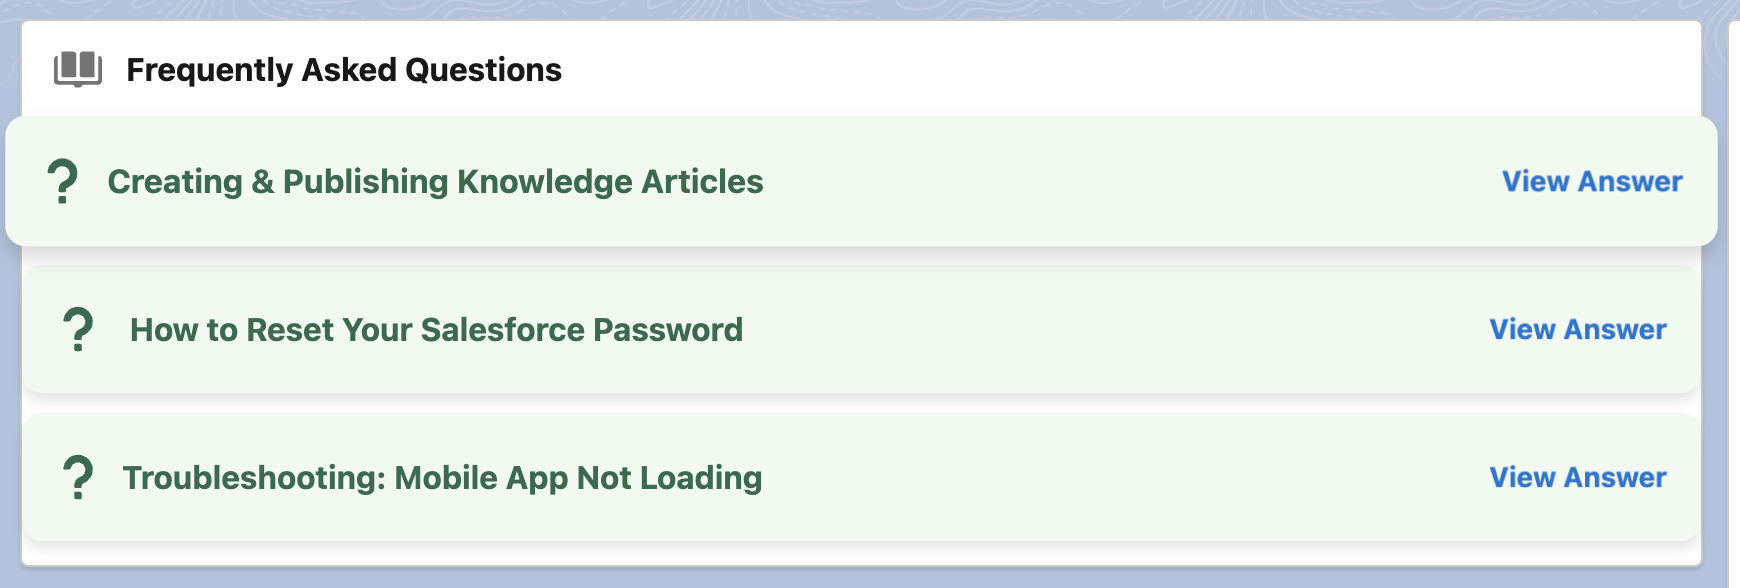 Frequently Asked Questions
? Creating & Publishing Knowledge Articles View Answer
? How to Reset Your Salesforce Password View Answer
? Troubleshooting: Mobile App Not Loading View Answer